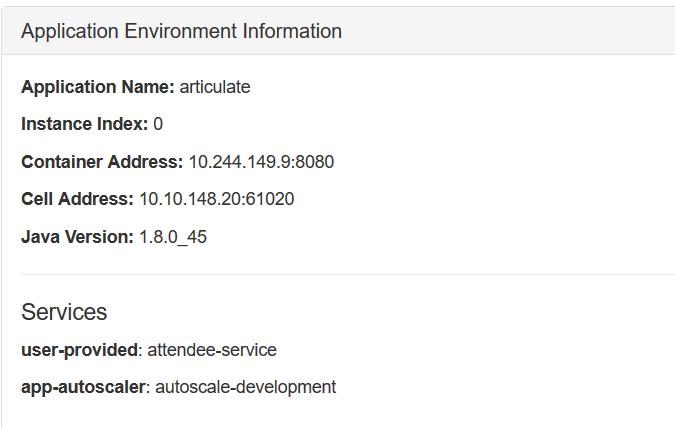 Application Environment Information
Application Name: articulate
Instance Index: 0
Container Address: 10.244.149.9:8080
Cell Address: 10.10.148.20:61020
Java Version: 1.8.0_45
Services
user-provided: attendee-service
app-autoscaler: autoscale-development